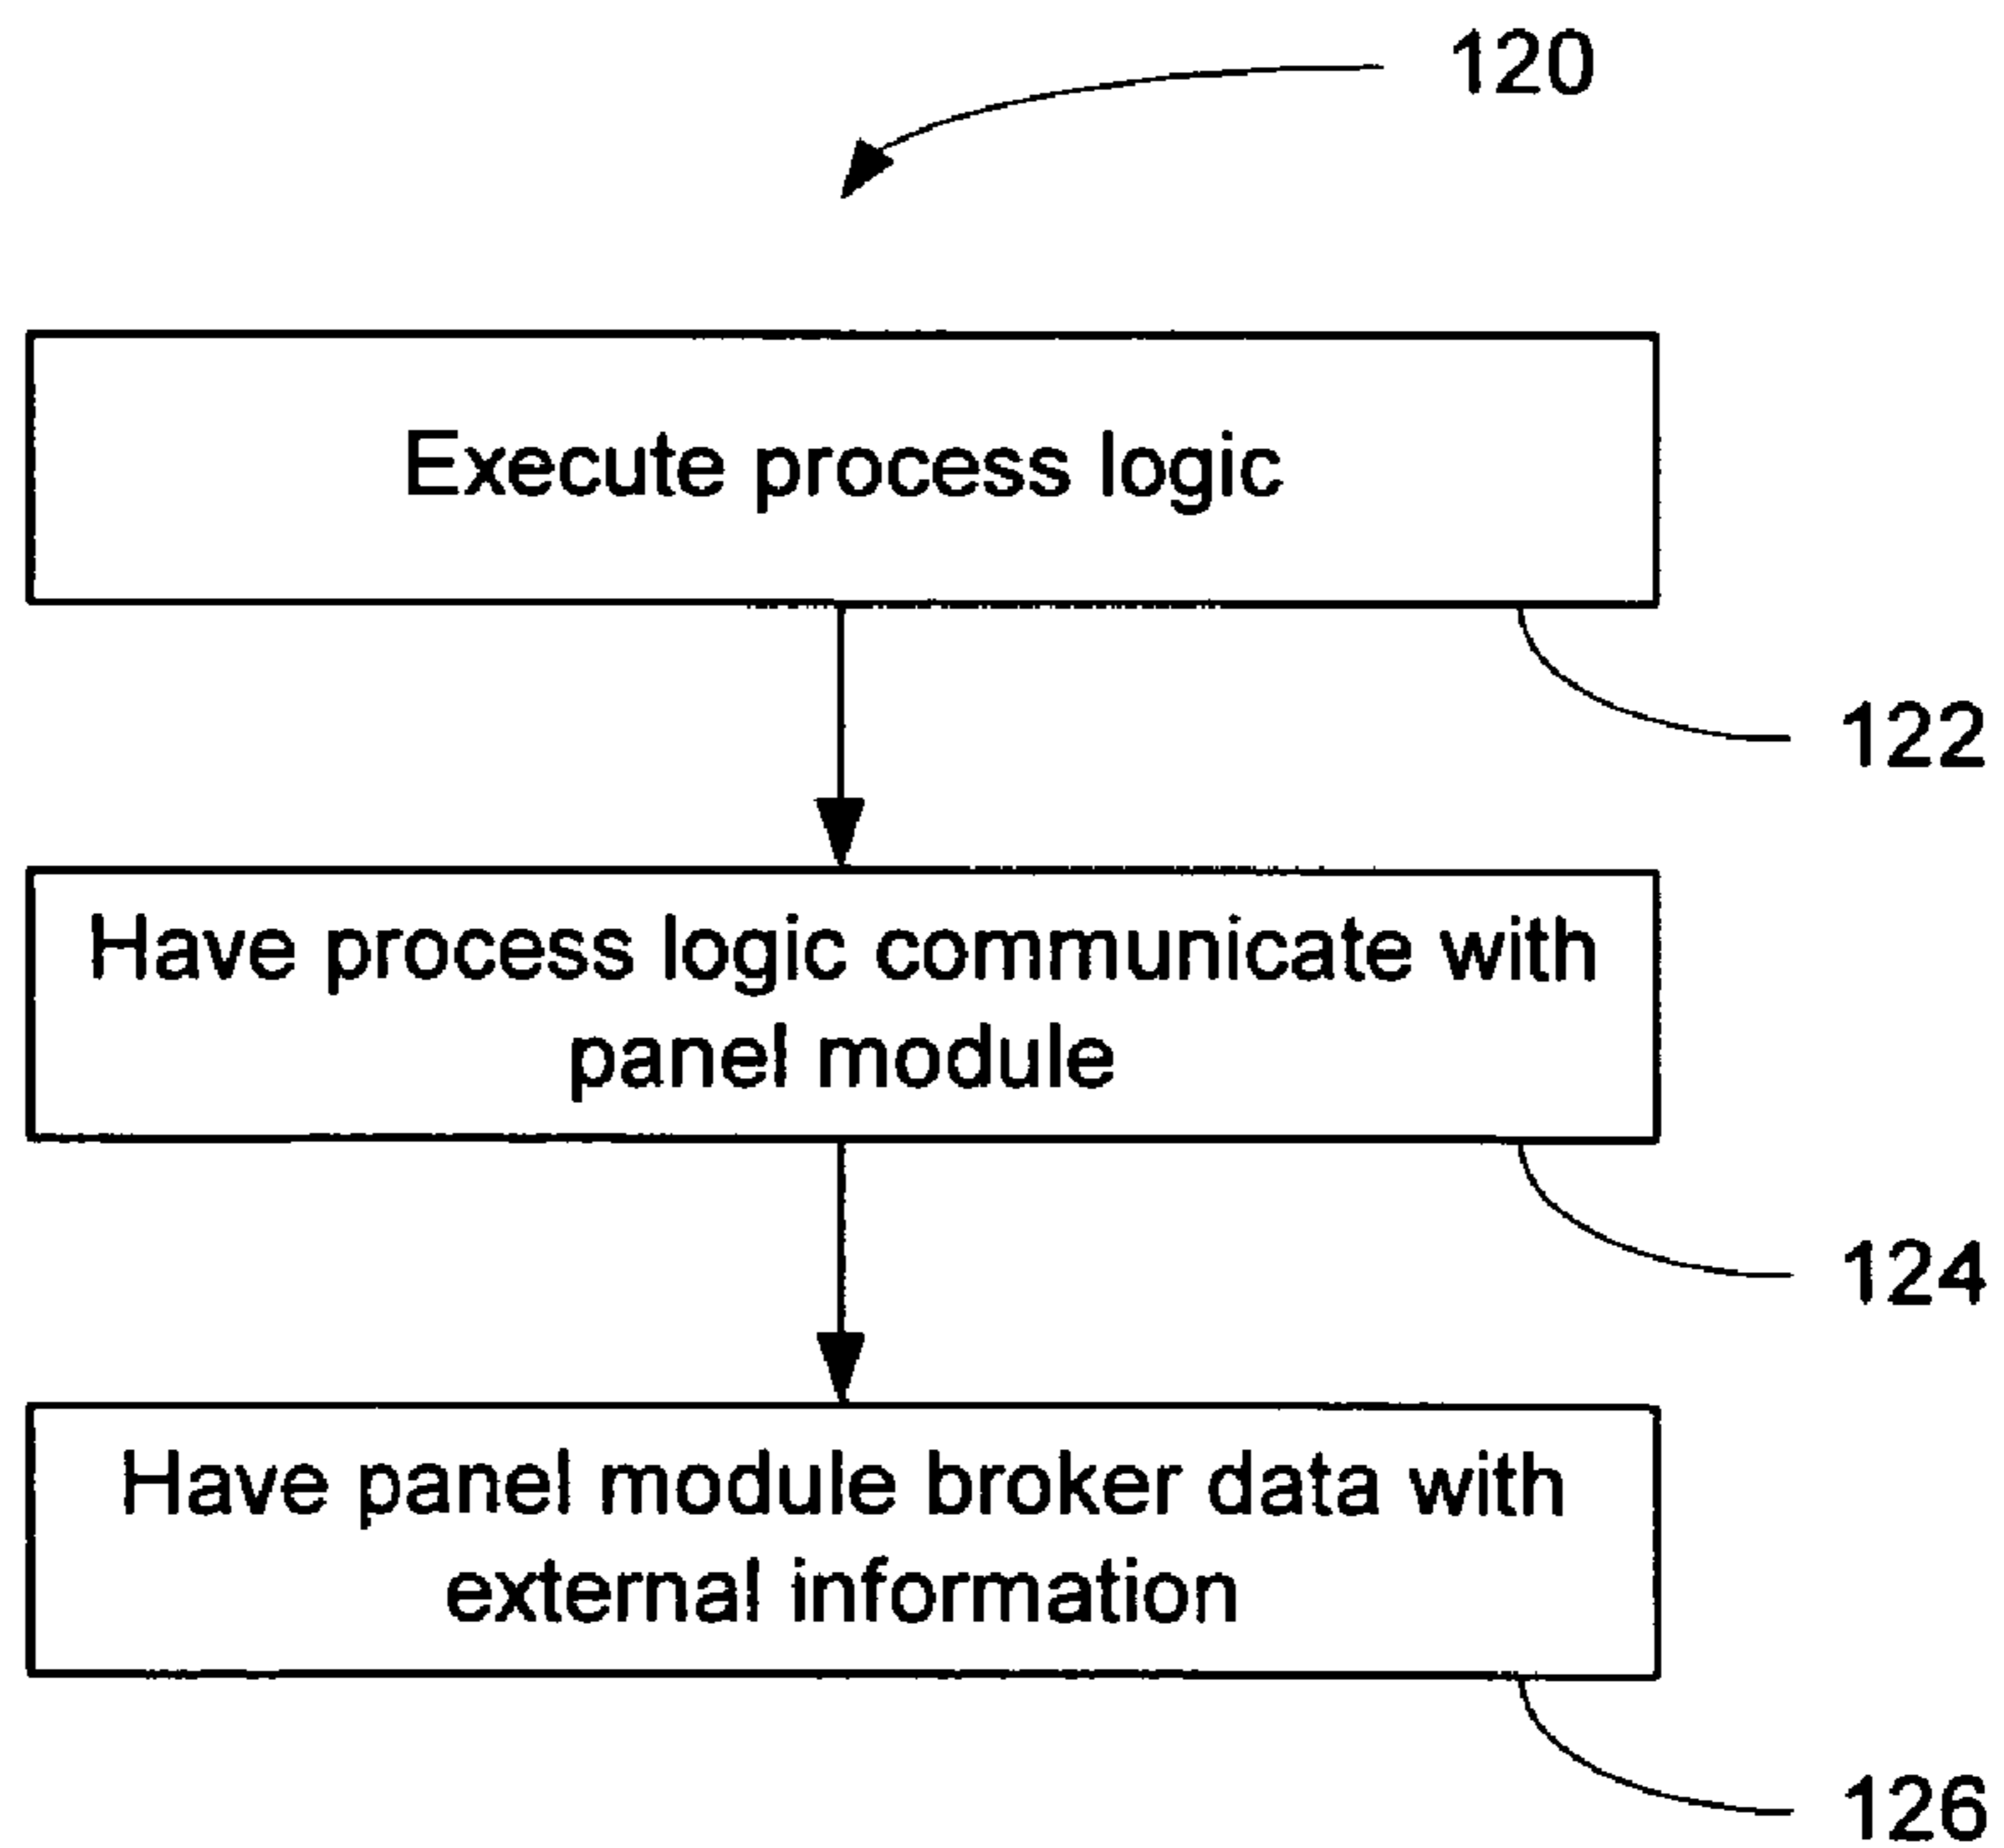 120
Execute process logic
122
Have process logic communicate with
panel module
124
Have panel module broker data with
external information
126